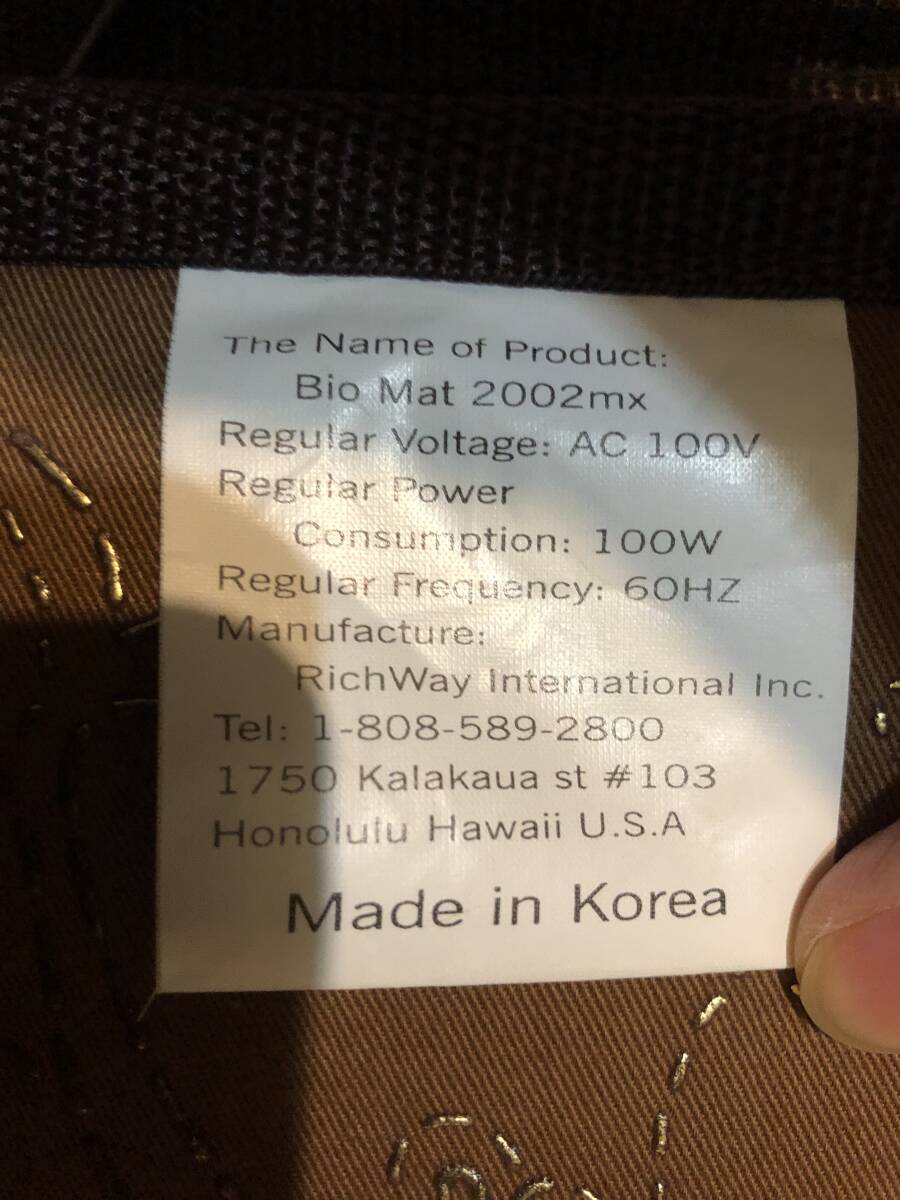 The Name of Product:
Bio Mat 2002mx
Regular Voltage: AC 100V
Regular Power
Consumption: 100W
Regular Frequency: 60HZ
Manufacture:
RichWay International Inc.
Tel: 1-808-589-2800
1750 Kalakaua st #103
Honolulu Hawaii U.S.A
Made in Korea